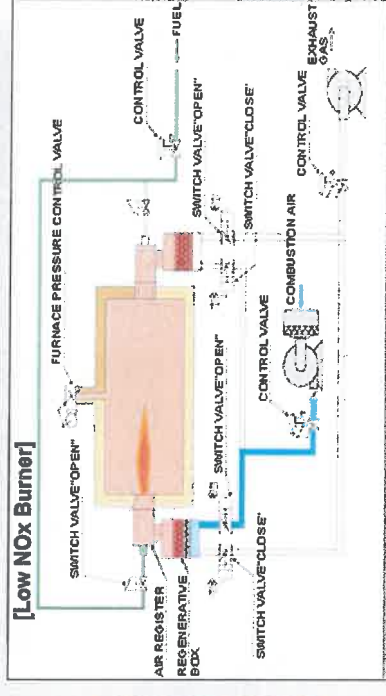 [Low NOx Burner]
FURNACE PRESSURE CONTROL VALVE
CONTROL VALVE
FUEL
SWITCH VALVE"OPEN"
AIR REGISTER
REGENERATIVE
BOX
SWITCH VALVE"CLOSE"
SWITCH VALVE"OPEN"
CONTROL VALVE
COMBUSTION AIR
SWITCH VALVE"OPEN"
SWITCH VALVE"CLOSE"
CONTROL VALVE
EXHAUST
GAS